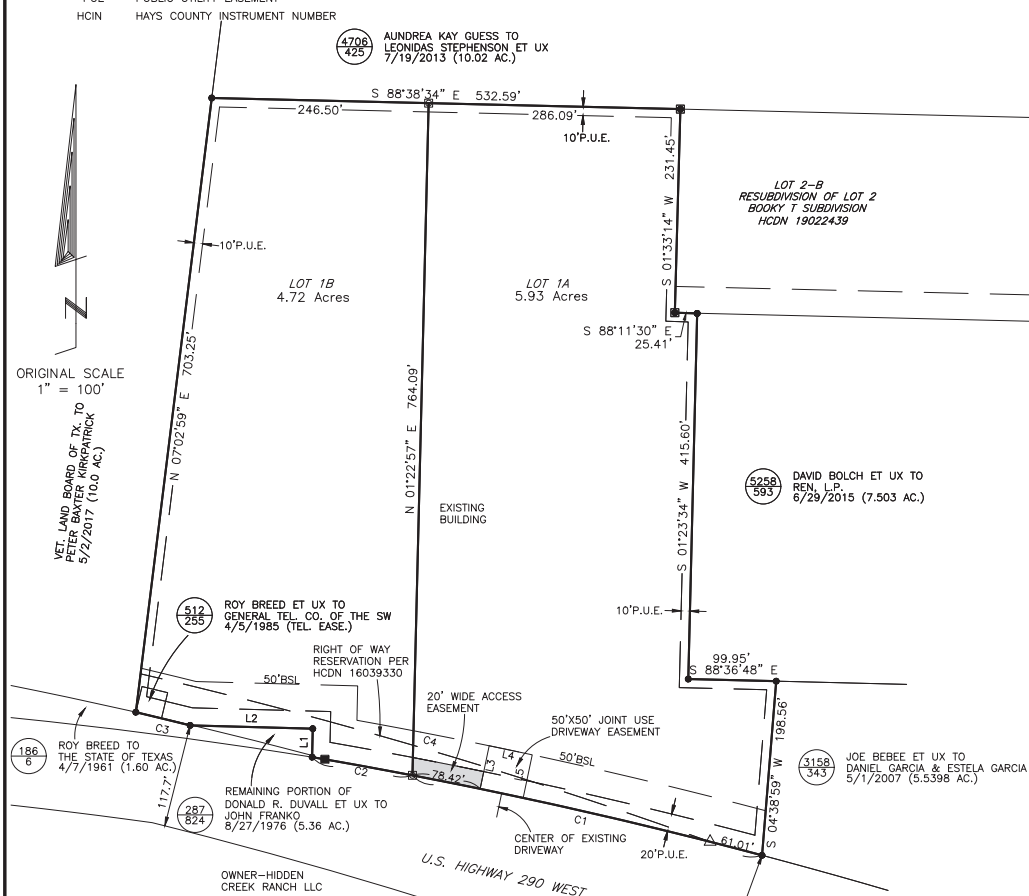 HCIN HAYS COUNTY INSTRUMENT NUMBER
4706
425
AUNDREA KAY GUESS TO
LEONIDAS STEPHENSON ET UX
7/19/2013 (10.02 AC.)
S 88°38'34" E 532.59'
246.50'
286.09'
10'P.U.E.
S 01°33'14" W 231.45'
LOT 2-B
RESUBDIVISION OF LOT 2
BOOKY T SUBDIVISION
HCDN 19022439
10'P.U.E.
LOT 1B
4.72 Acres
LOT 1A
5.93 Acres
S 88°11'30" E
25.41'
N
ORIGINAL SCALE
1" = 100'
VET. LAND BOARD OF TX. TO
PETER BAXTER KIRKPATRICK
5/2/2017 (10.0 AC.)
N 07°02'59" E 703.25'
N 01°22'57" E 764.09'
S 01°23'34" W 415.60'
EXISTING
BUILDING
5258
593
DAVID BOLCH ET UX TO
REN, L.P.
6/29/2015 (7.503 AC.)
512
255
ROY BREED ET UX TO
GENERAL TEL. CO. OF THE SW
4/5/1985 (TEL. EASE.)
10'P.U.E.
99.95'
S 88°36'48" E
RIGHT OF WAY
RESERVATION PER
HCDN 16039330
50'BSL
20' WIDE ACCESS
EASEMENT
50'X50' JOINT USE
DRIVEWAY EASEMENT
S 04°38'59" W 198.56'
L2
C3
L1
C4
L4
L3
L5
50'BSL
C2
78.42'
C1
186
6
ROY BREED TO
THE STATE OF TEXAS
4/7/1961 (1.60 AC.)
117.7'
287
824
REMAINING PORTION OF
DONALD R. DUVALL ET UX TO
JOHN FRANKO
8/27/1976 (5.36 AC.)
3158
343
JOE BEBEE ET UX TO
DANIEL GARCIA & ESTELA GARCIA
5/1/2007 (5.5398 AC.)
CENTER OF EXISTING
DRIVEWAY
61.01'
20'P.U.E.
U.S. HIGHWAY 290 WEST
OWNER-HIDDEN
CREEK RANCH LLC